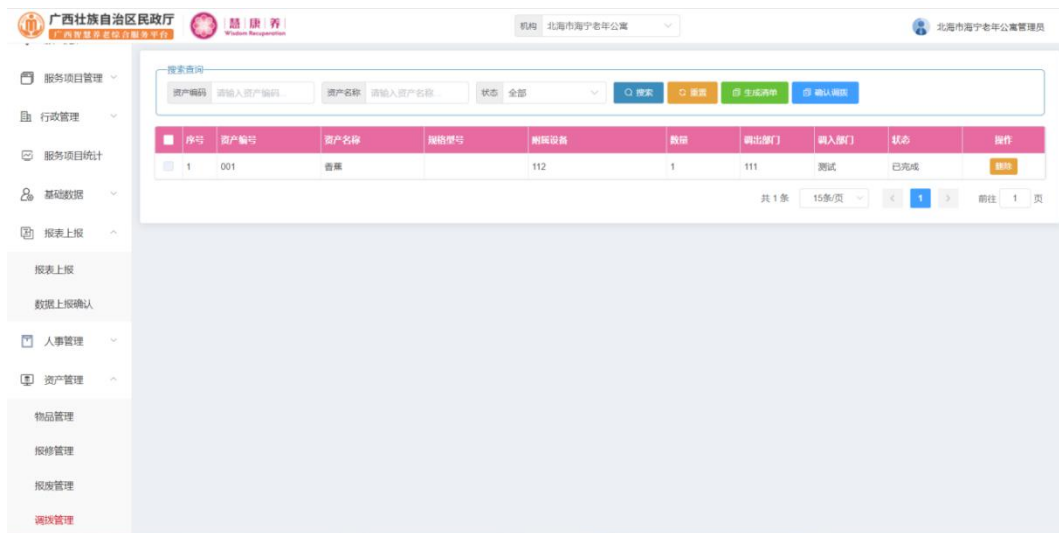 广西壮族自治区民政厅
广西智慧养老综合服务平台
慧康养
Wisdom Recuperation
机构 北海市海宁老年公寓
北海市海宁老年公寓管理员
服务项目管理
行政管理
服务项目统计
基础数据
报表上报
报表上报
数据上报确认
人事管理
资产管理
物品管理
报修管理
报废管理
调拨管理
搜索查询
资产编码 请输入资产编码... 资产名称 请输入资产名称... 状态 全部 搜索 重置 生成清单 确认调拨
序号 资产编号 资产名称 规格型号 附属设备 数量 调出部门 调入部门 状态 操作
1 001 香蕉 112 1 111 测试 已完成 删除
共 1 条 15条/页 < 1 > 前往 1 页